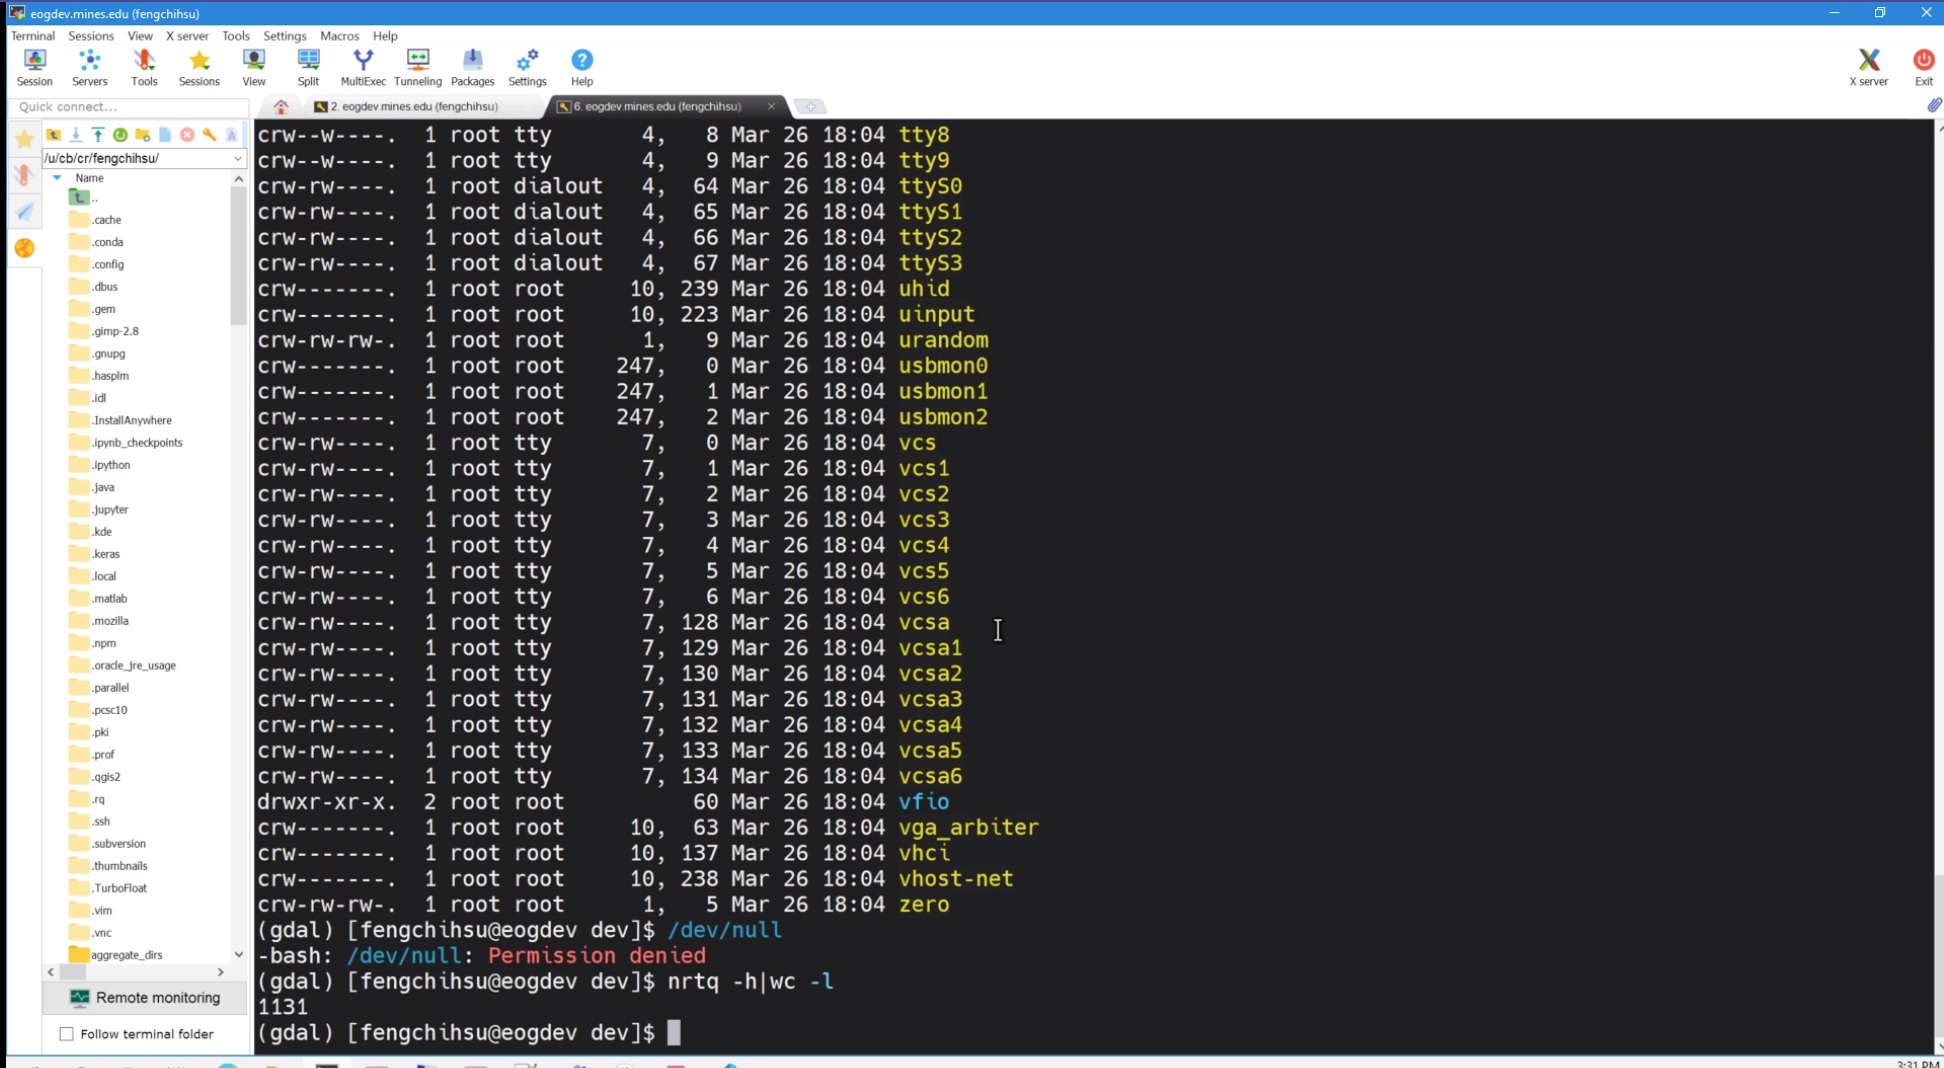 eogdev.mines.edu (fengchihsu)
Terminal Sessions View X server Tools Settings Macros Help
Session Servers Tools Sessions View Split MultiExec Tunneling Packages Settings Help X server Exit
Quick connect...
2. eogdev.mines.edu (fengchihsu)
6. eogdev.mines.edu (fengchihsu)
/u/cb/cr/fengchihsu/
Name
..
.cache
.conda
.config
.dbus
.gem
.gimp-2.8
.gnupg
.hasplm
.idl
.InstallAnywhere
.ipynb_checkpoints
.ipython
.java
.jupyter
.kde
.keras
.local
.matlab
.mozilla
.npm
.oracle_jre_usage
.parallel
.pcsc10
.pki
.prof
.qgis2
.rq
.ssh
.subversion
.thumbnails
.TurboFloat
.vim
.vnc
aggregate_dirs
Remote monitoring
Follow terminal folder
crw--w----. 1 root tty 4, 8 Mar 26 18:04 tty8
crw--w----. 1 root tty 4, 9 Mar 26 18:04 tty9
crw-rw----. 1 root dialout 4, 64 Mar 26 18:04 ttyS0
crw-rw----. 1 root dialout 4, 65 Mar 26 18:04 ttyS1
crw-rw----. 1 root dialout 4, 66 Mar 26 18:04 ttyS2
crw-rw----. 1 root dialout 4, 67 Mar 26 18:04 ttyS3
crw-------. 1 root root 10, 239 Mar 26 18:04 uhid
crw-------. 1 root root 10, 223 Mar 26 18:04 uinput
crw-rw-rw-. 1 root root 1, 9 Mar 26 18:04 urandom
crw-------. 1 root root 247, 0 Mar 26 18:04 usbmon0
crw-------. 1 root root 247, 1 Mar 26 18:04 usbmon1
crw-------. 1 root root 247, 2 Mar 26 18:04 usbmon2
crw-rw----. 1 root tty 7, 0 Mar 26 18:04 vcs
crw-rw----. 1 root tty 7, 1 Mar 26 18:04 vcs1
crw-rw----. 1 root tty 7, 2 Mar 26 18:04 vcs2
crw-rw----. 1 root tty 7, 3 Mar 26 18:04 vcs3
crw-rw----. 1 root tty 7, 4 Mar 26 18:04 vcs4
crw-rw----. 1 root tty 7, 5 Mar 26 18:04 vcs5
crw-rw----. 1 root tty 7, 6 Mar 26 18:04 vcs6
crw-rw----. 1 root tty 7, 128 Mar 26 18:04 vcsa
crw-rw----. 1 root tty 7, 129 Mar 26 18:04 vcsa1
crw-rw----. 1 root tty 7, 130 Mar 26 18:04 vcsa2
crw-rw----. 1 root tty 7, 131 Mar 26 18:04 vcsa3
crw-rw----. 1 root tty 7, 132 Mar 26 18:04 vcsa4
crw-rw----. 1 root tty 7, 133 Mar 26 18:04 vcsa5
crw-rw----. 1 root tty 7, 134 Mar 26 18:04 vcsa6
drwxr-xr-x. 2 root root 60 Mar 26 18:04 vfio
crw-------. 1 root root 10, 63 Mar 26 18:04 vga_arbiter
crw-------. 1 root root 10, 137 Mar 26 18:04 vhci
crw-------. 1 root root 10, 238 Mar 26 18:04 vhost-net
crw-rw-rw-. 1 root root 1, 5 Mar 26 18:04 zero
(gdal) [fengchihsu@eogdev dev]$ /dev/null
-bash: /dev/null: Permission denied
(gdal) [fengchihsu@eogdev dev]$ nrtq -h|wc -l
1131
(gdal) [fengchihsu@eogdev dev]$
3:31 PM